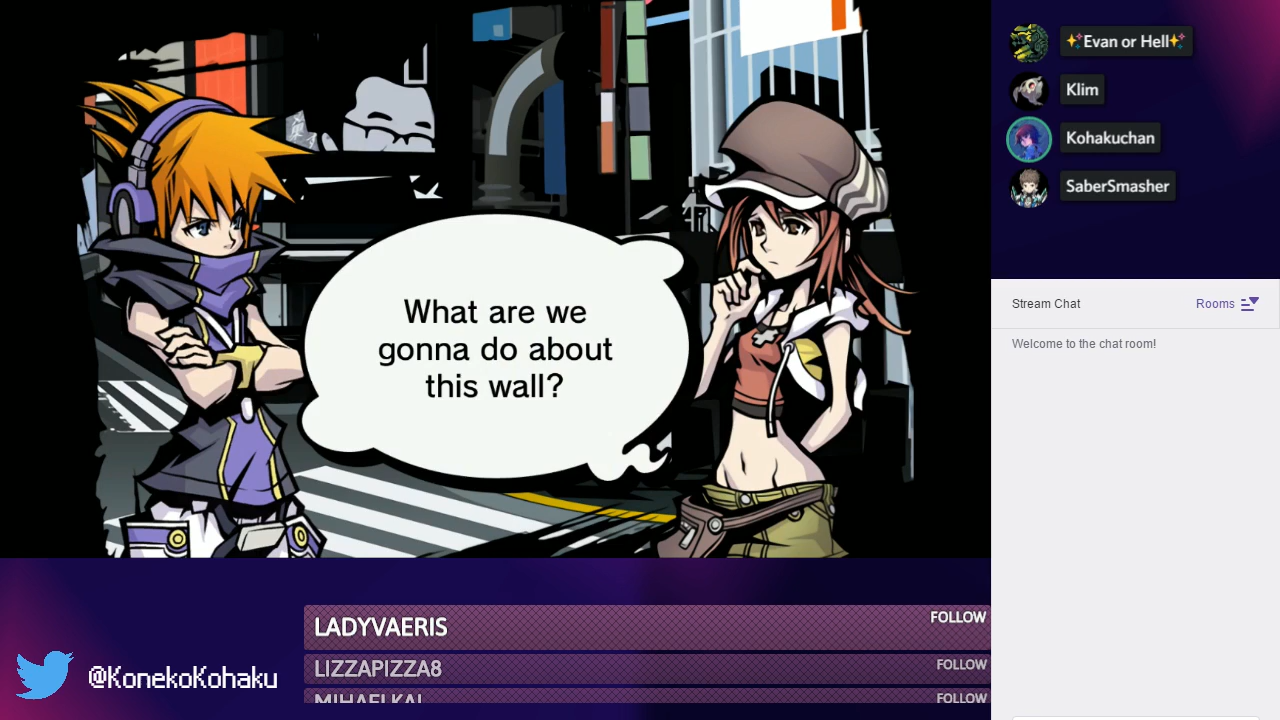 What are we
gonna do about
this wall?
✨Evan or Hell✨
Klim
Kohakuchan
SaberSmasher
Stream Chat
Rooms
Welcome to the chat room!
LADYVAERIS
FOLLOW
LIZZAPIZZA8
FOLLOW
MIHAELKAL
FOLLOW
@KonekoKohaku